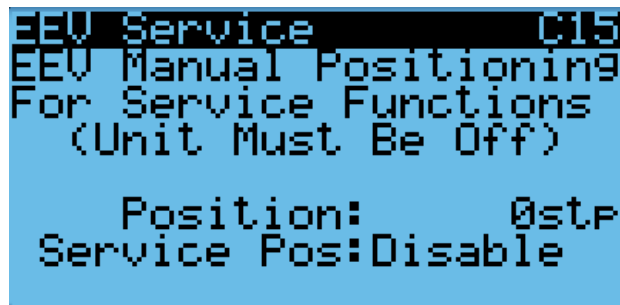 EEV Service C15
EEV Manual Positioning
For Service Functions
(Unit Must Be Off)
Position: 0stp
Service Pos:Disable